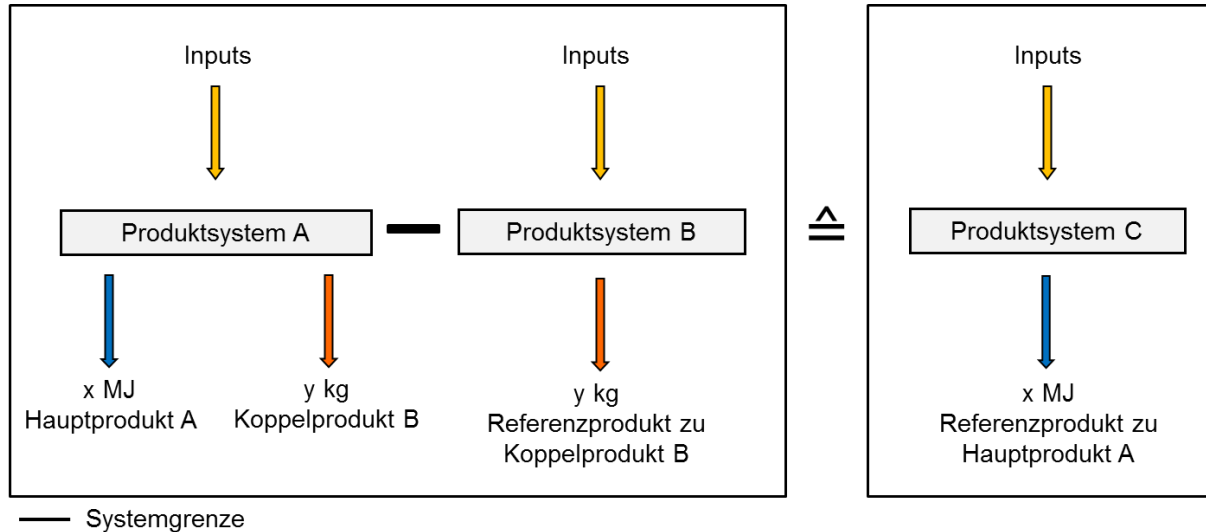 Inputs
Inputs
Inputs
Produktsystem A
Produktsystem B
≙
Produktsystem C
x MJ
Hauptprodukt A
y kg
Koppelprodukt B
y kg
Referenzprodukt zu
Koppelprodukt B
x MJ
Referenzprodukt zu
Hauptprodukt A
Systemgrenze